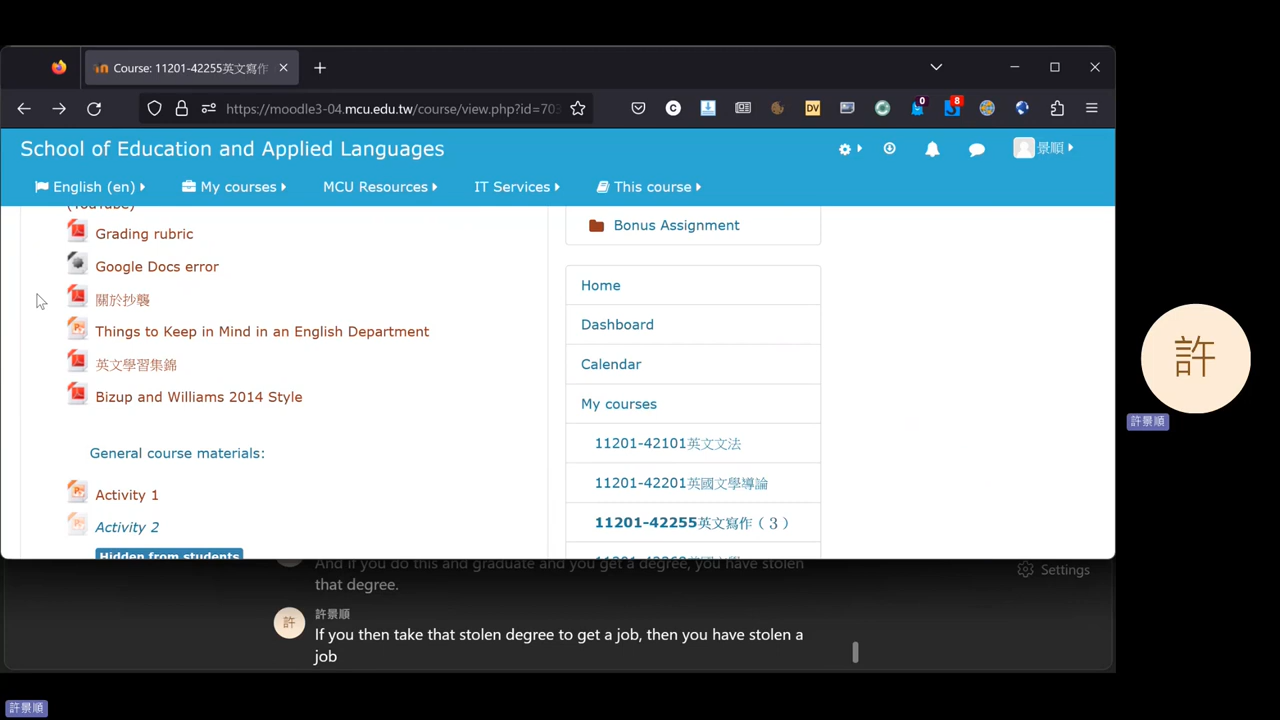 Course: 11201-42255英文寫作
https://moodle3-04.mcu.edu.tw/course/view.php?id=703
C
DV
0
8
School of Education and Applied Languages
景順
English (en)
My courses
MCU Resources
IT Services
This course
(YouTube)
Grading rubric
Google Docs error
關於抄襲
Things to Keep in Mind in an English Department
英文學習集錦
Bizup and Williams 2014 Style
General course materials:
Activity 1
Activity 2
Hidden from students
Bonus Assignment
Home
Dashboard
Calendar
My courses
11201-42101英文文法
11201-42201英國文學導論
11201-42255英文寫作（3）
And if you do this and graduate and you get a degree, you have stolen
that degree.
許
許景順
If you then take that stolen degree to get a job, then you have stolen a
job
Settings
許
許景順
許景順